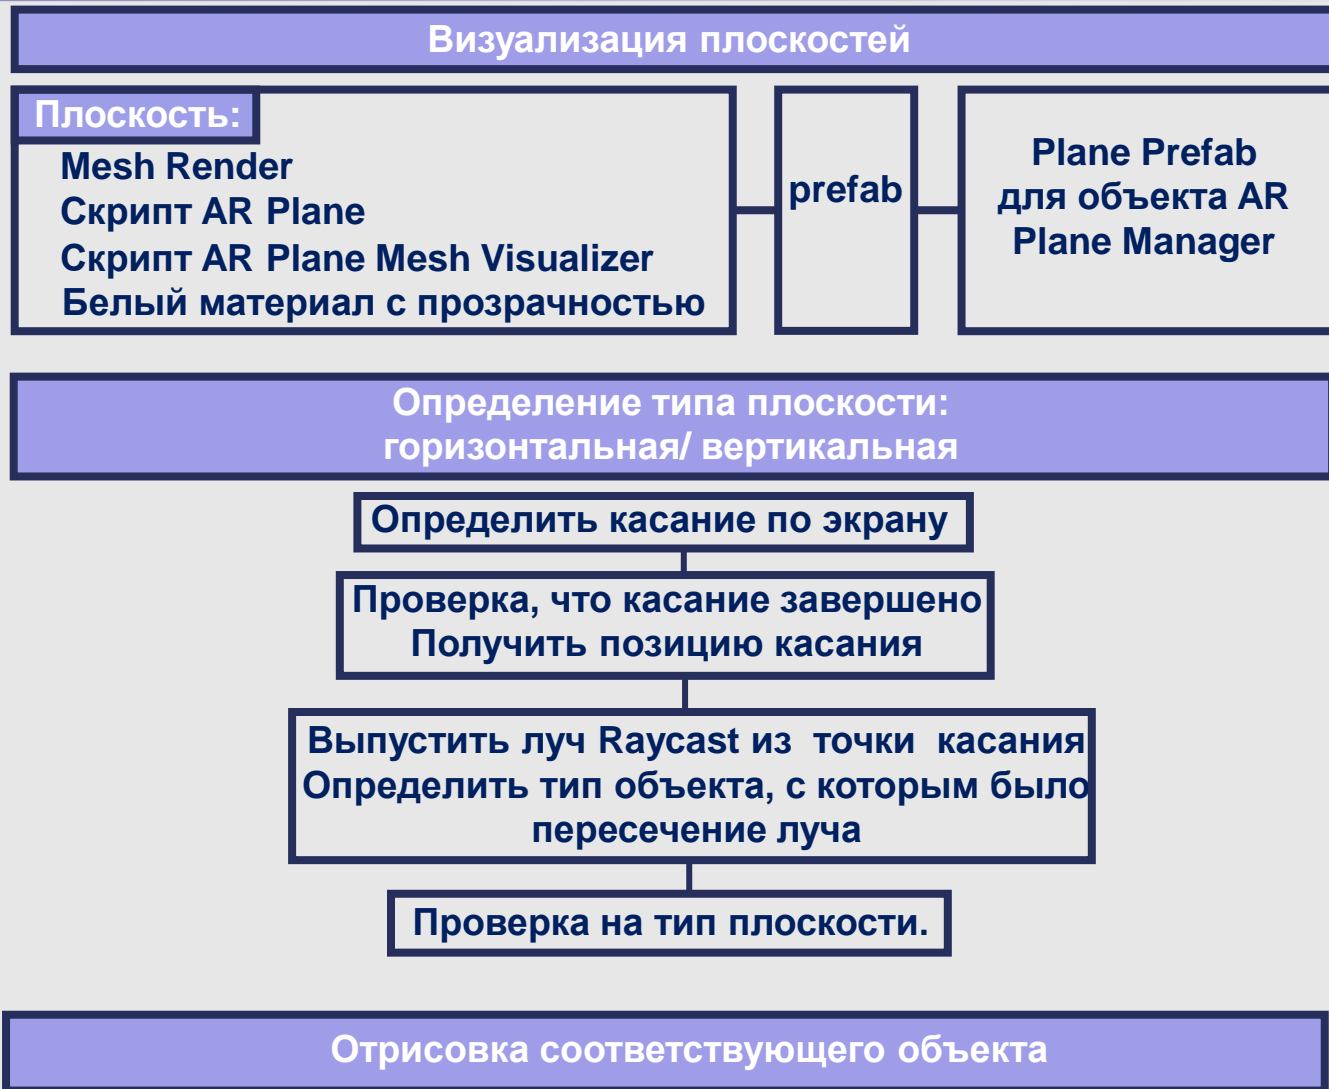 Визуализация плоскостей
Плоскость:
Mesh Render
Скрипт AR Plane
Скрипт AR Plane Mesh Visualizer
Белый материал с прозрачностью
prefab
Plane Prefab
для объекта AR
Plane Manager
Определение типа плоскости:
горизонтальная/ вертикальная
Определить касание по экрану
Проверка, что касание завершено
Получить позицию касания
Выпустить луч Raycast из точки касания
Определить тип объекта, с которым было
пересечение луча
Проверка на тип плоскости.
Отрисовка соответствующего объекта